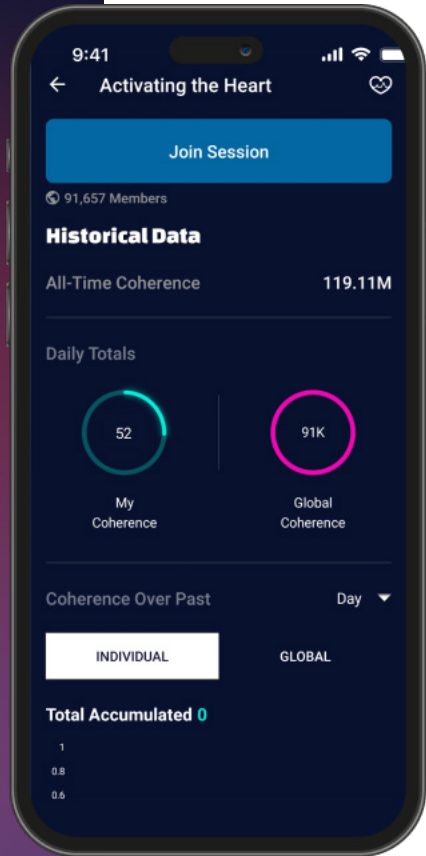 9:41
Activating the Heart
Join Session
91,657 Members
Historical Data
All-Time Coherence 119.11M
Daily Totals
52 91K
My Global
Coherence Coherence
Coherence Over Past Day
INDIVIDUAL GLOBAL
Total Accumulated 0
1
0.8
0.6